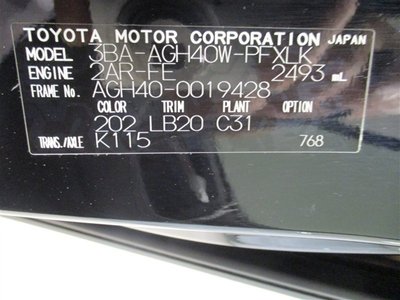 TOYOTA MOTOR CORPORATION JAPAN
MODEL 3BA-AGH40W-PFXLK
ENGINE 2AR-FE 2493 mL
FRAME No. AGH40-0019428
COLOR TRIM PLANT OPTION
202 LB20 C31
TRANS./AXLE K115 768